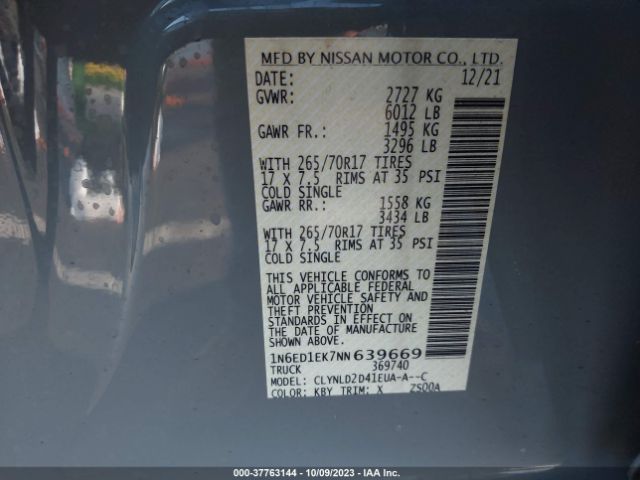 MFD BY NISSAN MOTOR CO., LTD.
DATE: 12/21
GVWR: 2727 KG
6012 LB
GAWR FR.: 1495 KG
3296 LB
WITH 265/70R17 TIRES
17 X 7.5 RIMS AT 35 PSI
COLD SINGLE
GAWR RR.: 1558 KG
3434 LB
WITH 265/70R17 TIRES
17 X 7.5 RIMS AT 35 PSI
COLD SINGLE
THIS VEHICLE CONFORMS TO
ALL APPLICABLE FEDERAL
MOTOR VEHICLE SAFETY AND
THEFT PREVENTION
STANDARDS IN EFFECT ON
THE DATE OF MANUFACTURE
SHOWN ABOVE.
1N6ED1EK7NN639669
TRUCK 369740
MODEL: CLYNLD2D41EUA-A--C
COLOR: KBY TRIM: X ZS00A
000-37763144 - 10/09/2023 - IAA Inc.